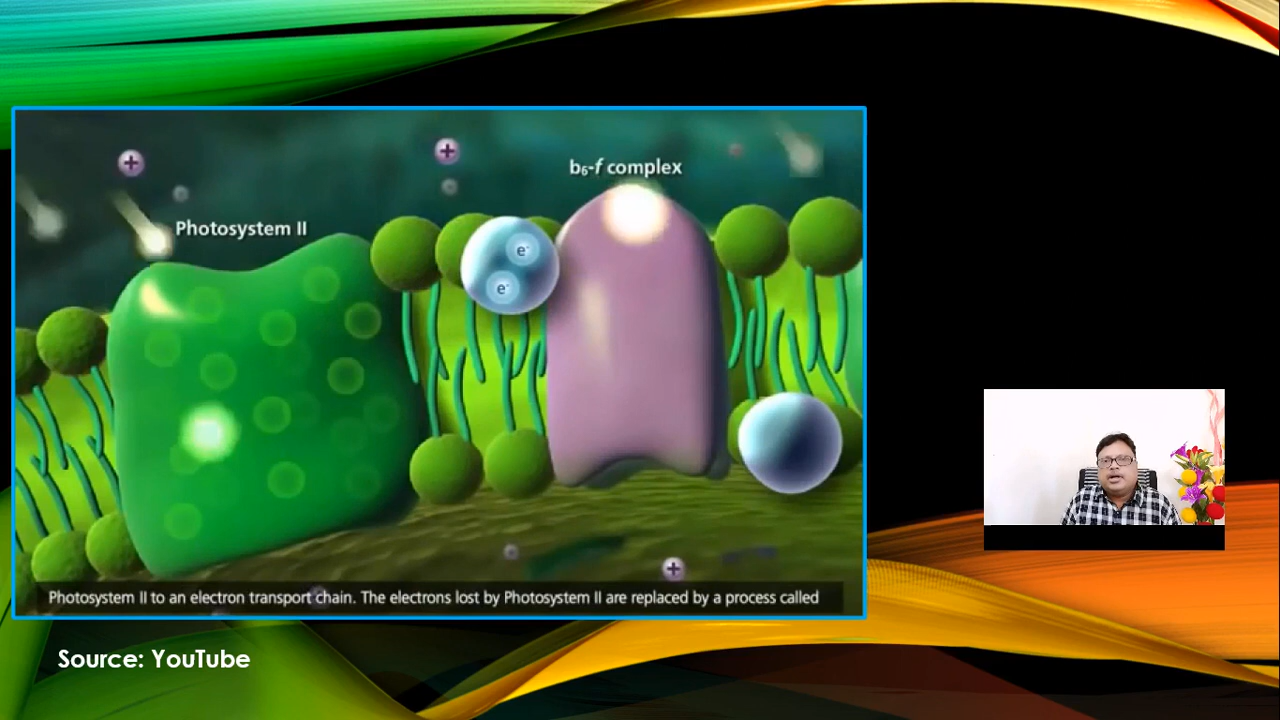 b₆-f complex
Photosystem II
e⁻
e⁻
Photosystem II to an electron transport chain. The electrons lost by Photosystem II are replaced by a process called
Source: YouTube